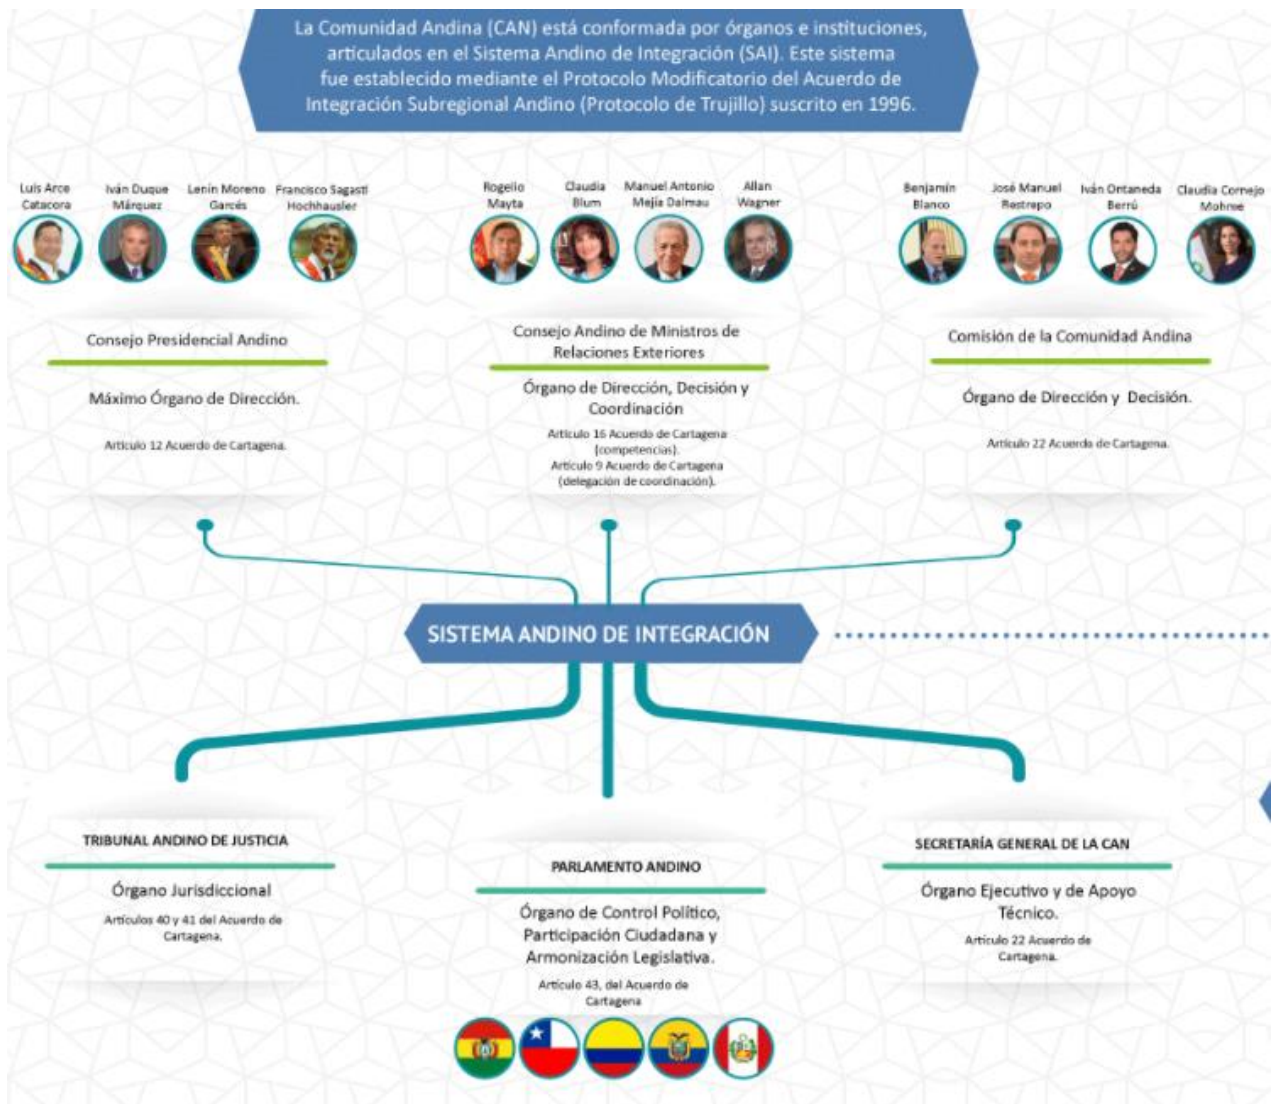 La Comunidad Andina (CAN) está conformada por órganos e instituciones,
articulados en el Sistema Andino de Integración (SAI). Este sistema
fue establecido mediante el Protocolo Modificatorio del Acuerdo de
Integración Subregional Andino (Protocolo de Trujillo) suscrito en 1996.
Luis Arce
Catacora
Iván Duque
Márquez
Lenín Moreno
Garcés
Francisco Sagasti
Hochhausler
Rogelio
Mayta
Claudia
Blum
Manuel Antonio
Mejía Dalmau
Allan
Wagner
Benjamín
Blanco
José Manuel
Restrepo
Iván Ontaneda
Berrú
Claudia Cornejo
Mohme
Consejo Presidencial Andino
Máximo Órgano de Dirección.
Artículo 12 Acuerdo de Cartagena.
Consejo Andino de Ministros de
Relaciones Exteriores
Órgano de Dirección, Decisión y
Coordinación
Artículo 16 Acuerdo de Cartagena
(competencias).
Artículo 9 Acuerdo de Cartagena
(delegación de coordinación).
Comisión de la Comunidad Andina
Órgano de Dirección y Decisión.
Artículo 22 Acuerdo de Cartagena.
SISTEMA ANDINO DE INTEGRACIÓN
TRIBUNAL ANDINO DE JUSTICIA
Órgano Jurisdiccional
Artículos 40 y 41 del Acuerdo de
Cartagena.
PARLAMENTO ANDINO
Órgano de Control Político,
Participación Ciudadana y
Armonización Legislativa.
Artículo 43, del Acuerdo de
Cartagena
SECRETARÍA GENERAL DE LA CAN
Órgano Ejecutivo y de Apoyo
Técnico.
Artículo 22 Acuerdo de
Cartagena.